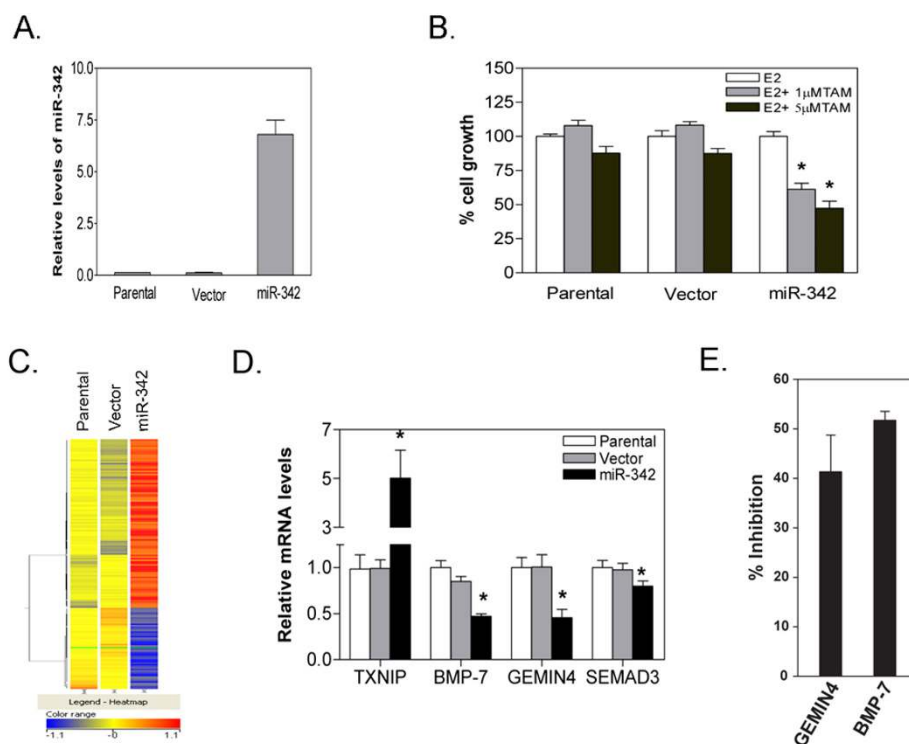 A.
Relative levels of miR-342
10.0
7.5
5.0
2.5
0.0
Parental
Vector
miR-342
B.
% cell growth
150
125
100
75
50
25
0
E2
E2+ 1μMTAM
E2+ 5μMTAM
*
*
Parental
Vector
miR-342
C.
Parental
Vector
miR-342
Legend - Heatmap
Color range
-1.1
-0
1.1
D.
Relative mRNA levels
7
5
3
1.0
0.5
0.0
Parental
Vector
miR-342
*
*
*
*
TXNIP
BMP-7
GEMIN4
SEMAD3
E.
% Inhibition
60
50
40
30
20
10
0
GEMIN4
BMP-7